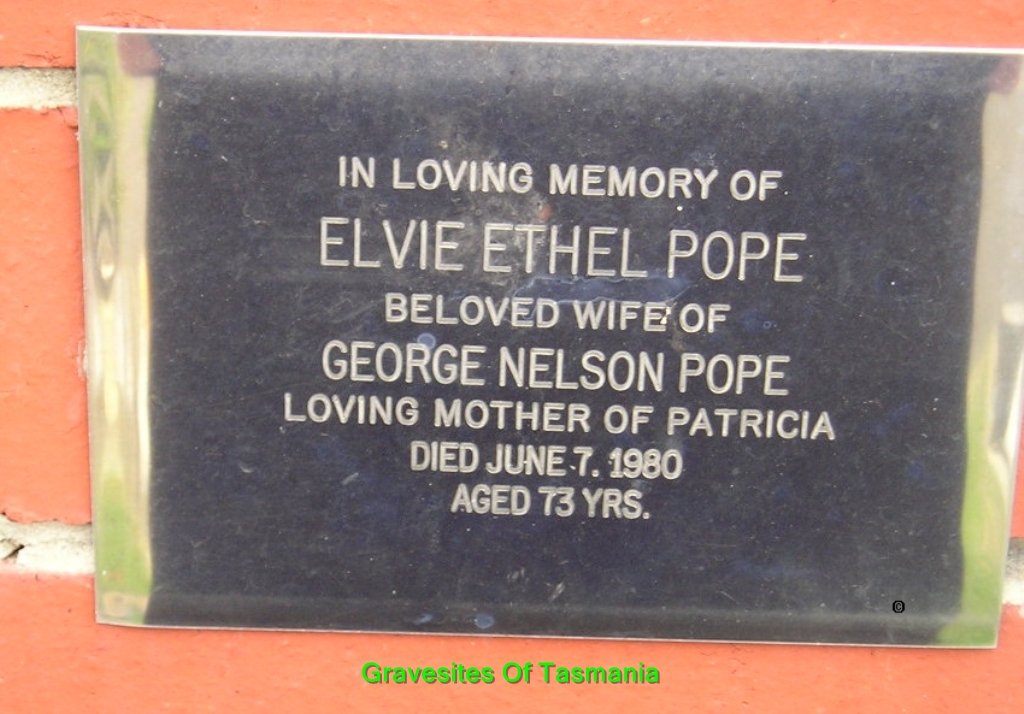 IN LOVING MEMORY OF
ELVIE ETHEL POPE
BELOVED WIFE OF
GEORGE NELSON POPE
LOVING MOTHER OF PATRICIA
DIED JUNE 7. 1980
AGED 73 YRS.
©
Gravesites Of Tasmania